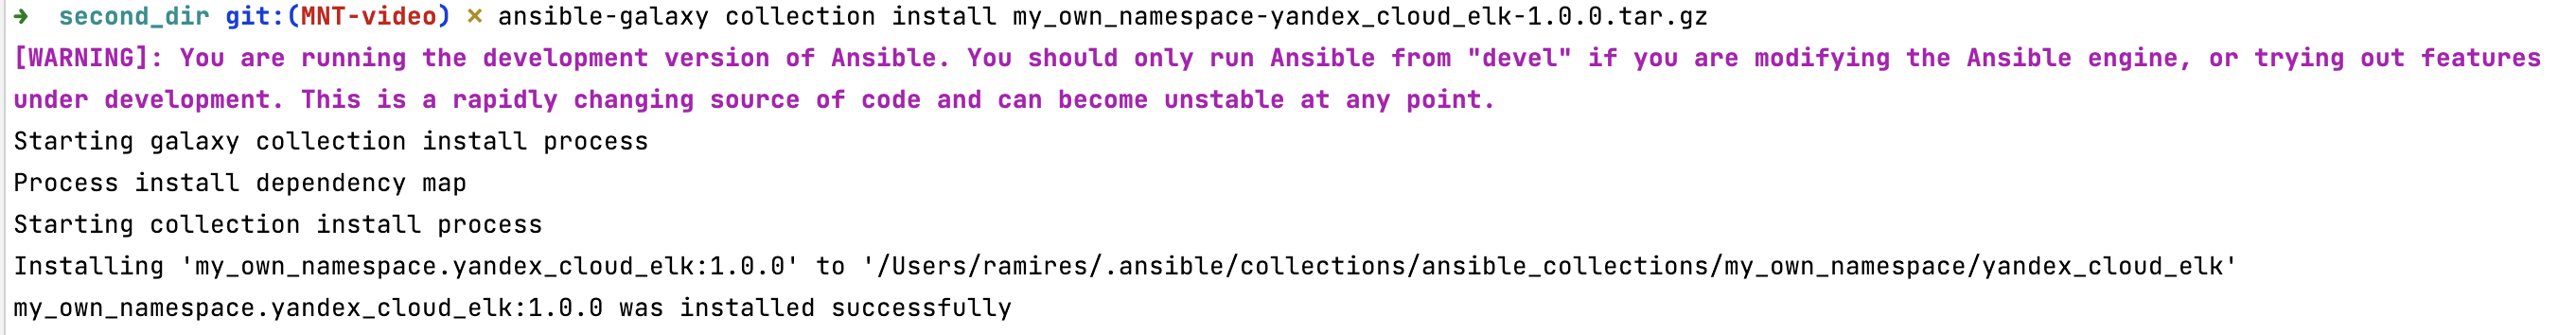 ➜  second_dir git:(MNT-video) ✗ ansible-galaxy collection install my_own_namespace-yandex_cloud_elk-1.0.0.tar.gz
[WARNING]: You are running the development version of Ansible. You should only run Ansible from "devel" if you are modifying the Ansible engine, or trying out features
under development. This is a rapidly changing source of code and can become unstable at any point.
Starting galaxy collection install process
Process install dependency map
Starting collection install process
Installing 'my_own_namespace.yandex_cloud_elk:1.0.0' to '/Users/ramires/.ansible/collections/ansible_collections/my_own_namespace/yandex_cloud_elk'
my_own_namespace.yandex_cloud_elk:1.0.0 was installed successfully